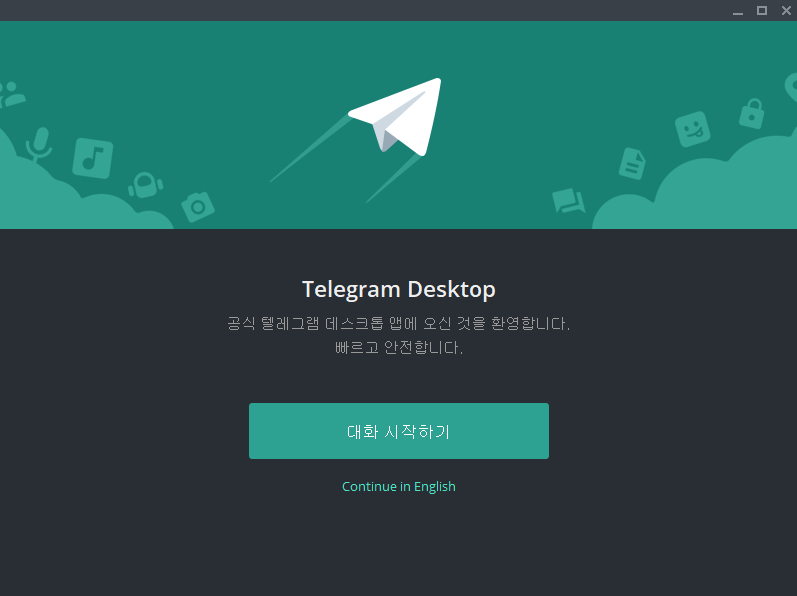 Telegram Desktop
공식 텔레그램 데스크톱 앱에 오신 것을 환영합니다.
빠르고 안전합니다.
대화 시작하기
Continue in English